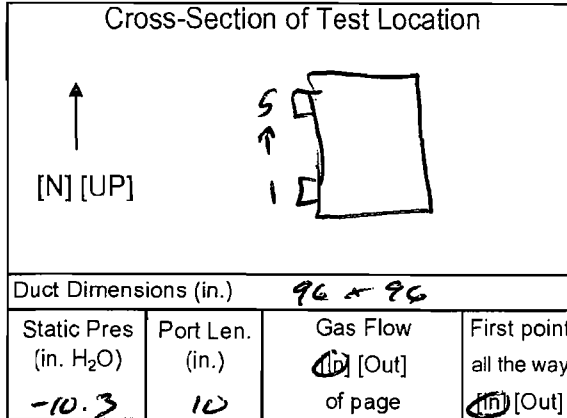 Cross-Section of Test Location
5
↑
[N] [UP]
1
Duct Dimensions (in.) 96 x 96
Static Pres Port Len. Gas Flow First point
(in. H₂O) (in.) [In] [Out] all the way
-10.3 10 of page [In] [Out]